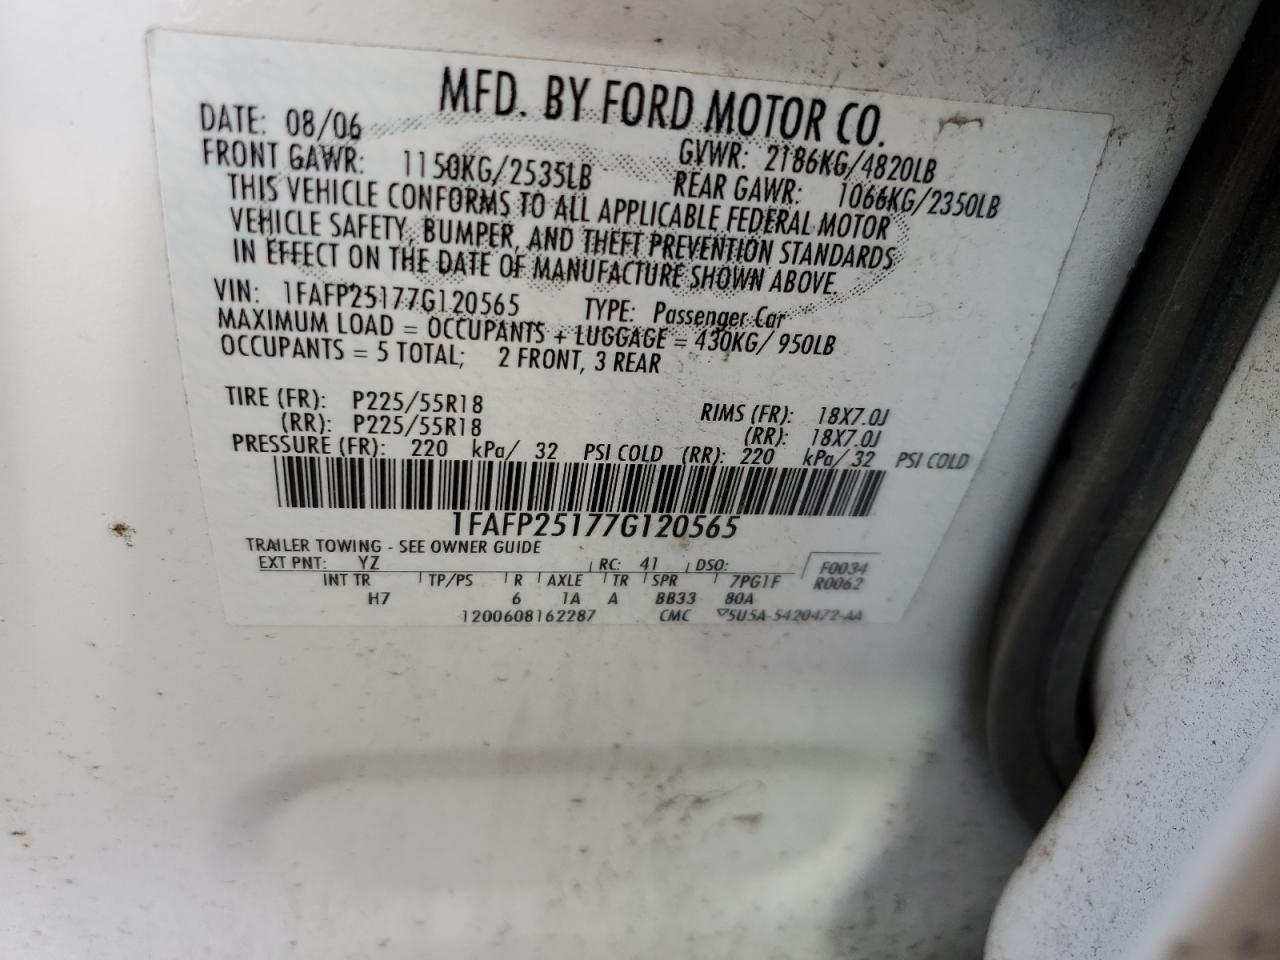 MFD. BY FORD MOTOR CO.
DATE: 08/06 GVWR: 2186KG/4820LB
FRONT GAWR: 1150KG/2535LB REAR GAWR: 1066KG/2350LB
THIS VEHICLE CONFORMS TO ALL APPLICABLE FEDERAL MOTOR
VEHICLE SAFETY, BUMPER, AND THEFT PREVENTION STANDARDS
IN EFFECT ON THE DATE OF MANUFACTURE SHOWN ABOVE.
VIN: 1FAFP25177G120565 TYPE: Passenger Car
MAXIMUM LOAD = OCCUPANTS + LUGGAGE = 430KG/ 950LB
OCCUPANTS = 5 TOTAL; 2 FRONT, 3 REAR
TIRE (FR): P225/55R18 RIMS (FR): 18X7.0J
(RR): P225/55R18 (RR): 18X7.0J
PRESSURE (FR): 220 kPa/ 32 PSI COLD (RR): 220 kPa/ 32 PSI COLD
1FAFP25177G120565
TRAILER TOWING - SEE OWNER GUIDE
EXT PNT: YZ RC: 41 DSO: F0034
INT TR TP/PS R AXLE TR SPR 7PG1F R0062
H7 6 1A A BB33 80A
1200608162287 CMC 5U5A-5420472-AA